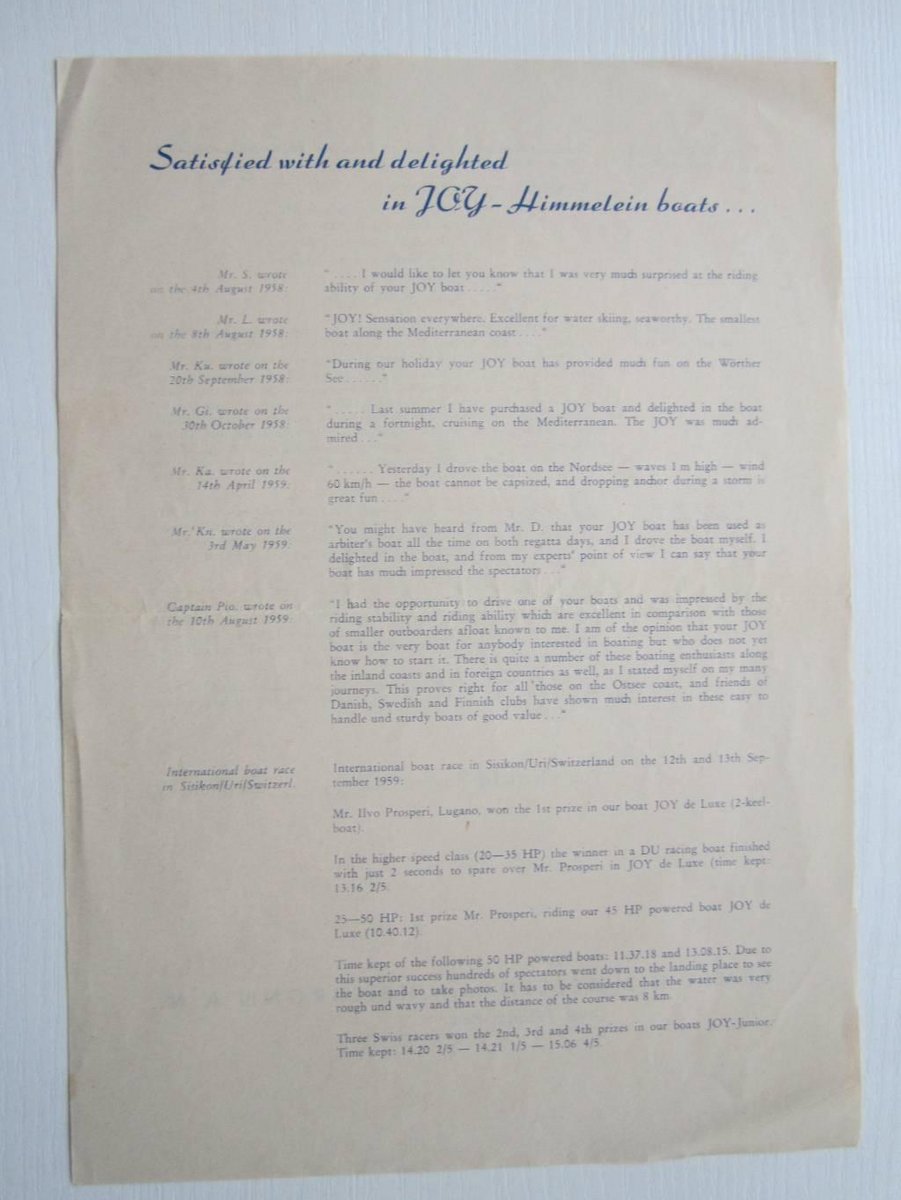 Satisfied with and delighted
in JOY - Himmelein boats . . .
Mr. S. wrote
on the 4th August 1958:
" . . . . I would like to let you know that I was very much surprised at the riding
ability of your JOY boat . . . . ."
Mr. L. wrote
on the 8th August 1958:
"JOY! Sensation everywhere. Excellent for water skiing, seaworthy. The smallest
boat along the Mediterranean coast . . . ."
Mr. Ku. wrote on the
20th September 1958:
"During our holiday your JOY boat has provided much fun on the Wörther
See . . . . . ."
Mr. Gi. wrote on the
30th October 1958:
" . . . . . Last summer I have purchased a JOY boat and delighted in the boat
during a fortnight, cruising on the Mediterranean. The JOY was much ad-
mired . . ."
Mr. Ka. wrote on the
14th April 1959:
" . . . . . . Yesterday I drove the boat on the Nordsee — waves 1 m high — wind
60 km/h — the boat cannot be capsized, and dropping anchor during a storm is
great fun . . . ."
Mr. Kn. wrote on the
3rd May 1959:
"You might have heard from Mr. D. that your JOY boat has been used as
arbiter's boat all the time on both regatta days, and I drove the boat myself. I
delighted in the boat, and from my experts' point of view I can say that your
boat has much impressed the spectators . . ."
Captain Pio. wrote on
the 10th August 1959:
"I had the opportunity to drive one of your boats and was impressed by the
riding stability and riding ability which are excellent in comparison with those
of smaller outboarders afloat known to me. I am of the opinion that your JOY
boat is the very boat for anybody interested in boating but who does not yet
know how to start it. There is quite a number of these boating enthusiasts along
the inland coasts and in foreign countries as well, as I stated myself on my many
journeys. This proves right for all those on the Ostsee coast, and friends of
Danish, Swedish and Finnish clubs have shown much interest in these easy to
handle und sturdy boats of good value . . ."
International boat race
in Sisikon/Uri/Switzerl.
International boat race in Sisikon/Uri/Switzerland on the 12th and 13th Sep-
tember 1959:
Mr. Ilvo Prosperi, Lugano, won the 1st prize in our boat JOY de Luxe (2-keel-
boat).
In the higher speed class (20—35 HP) the winner in a DU racing boat finished
with just 2 seconds to spare over Mr. Prosperi in JOY de Luxe (time kept:
13.16 2/5.
25—50 HP: 1st prize Mr. Prosperi, riding our 45 HP powered boat JOY de
Luxe (10.40.12).
Time kept of the following 50 HP powered boats: 11.37.18 and 13.08.15. Due to
this superior success hundreds of spectators went down to the landing place to see
the boat and to take photos. It has to be considered that the water was very
rough und wavy and that the distance of the course was 8 km.
Three Swiss racers won the 2nd, 3rd and 4th prizes in our boats JOY-Junior.
Time kept: 14.20 2/5 — 14.21 1/5 — 15.06 4/5.